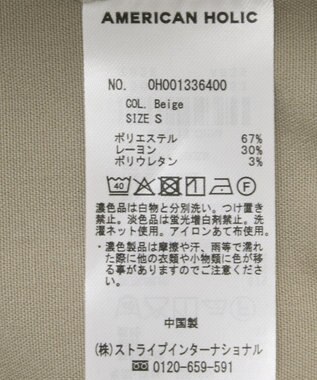 AMERICAN HOLIC
NO. 0H001336400
COL. Beige
SIZE S
ポリエステル 67%
レーヨン 30%
ポリウレタン 3%
40 F
濃色品は白物と分別洗い。つけ置き
禁止。淡色品は蛍光増白剤禁止。洗
濯ネット使用。アイロンあて布使用。
・濃色製品は摩擦や汗、雨等で濡れ
た際に他の衣類や小物類に色が移
る事がありますのでご注意くださ
い。
中国製
(株)ストライプインターナショナル
0120-659-591